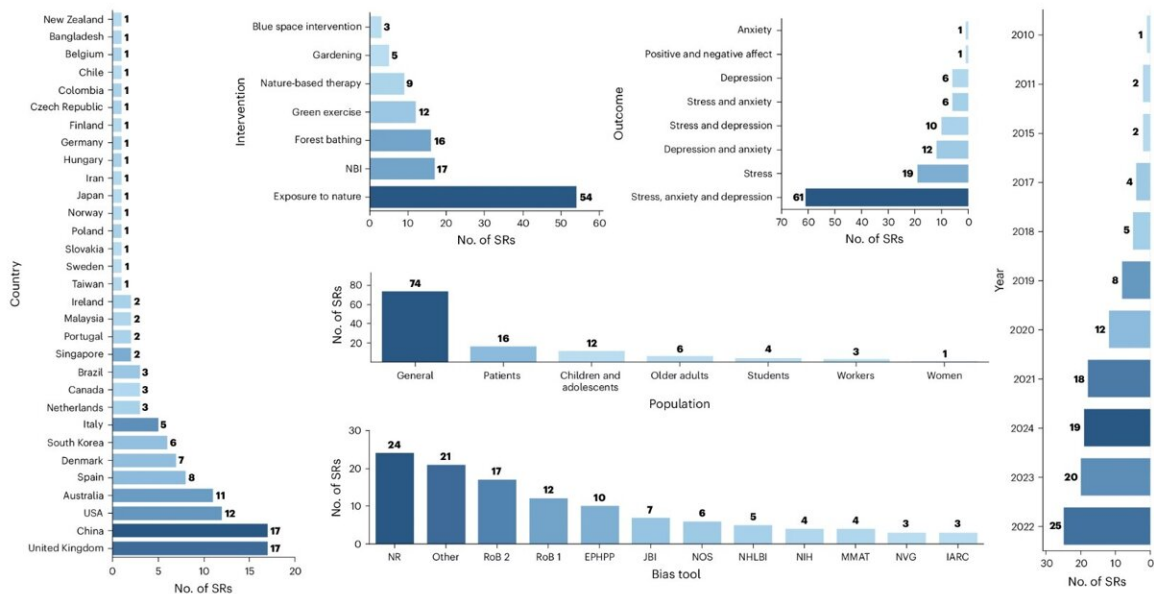 New Zealand 1
Bangladesh 1
Belgium 1
Chile 1
Colombia 1
Czech Republic 1
Finland 1
Germany 1
Hungary 1
Iran 1
Japan 1
Norway 1
Poland 1
Slovakia 1
Sweden 1
Taiwan 1
Ireland 2
Malaysia 2
Portugal 2
Singapore 2
Brazil 3
Canada 3
Netherlands 3
Italy 5
South Korea 6
Denmark 7
Spain 8
Australia 11
USA 12
China 17
United Kingdom 17
0 5 10 15 20
No. of SRs
Country
Blue space intervention 3
Gardening 5
Nature-based therapy 9
Green exercise 12
Forest bathing 16
NBI 17
Exposure to nature 54
0 10 20 30 40 50 60
No. of SRs
Intervention
Anxiety 1
Positive and negative affect 1
Depression 6
Stress and anxiety 6
Stress and depression 10
Depression and anxiety 12
Stress 19
Stress, anxiety and depression 61
70 60 50 40 30 20 10 0
No. of SRs
Outcome
No. of SRs
80
60
40
20
74 16 12 6 4 3 1
General Patients Children and adolescents Older adults Students Workers Women
Population
No. of SRs
30
20
10
0
24 21 17 12 10 7 6 5 4 4 3 3
NR Other RoB 2 RoB 1 EPHPP JBI NOS NHLBI NIH MMAT NVG IARC
Bias tool
2010 1
2011 2
2015 2
2017 4
2018 5
2019 8
2020 12
2021 18
2024 19
2023 20
2022 25
30 20 10 0
No. of SRs
Year